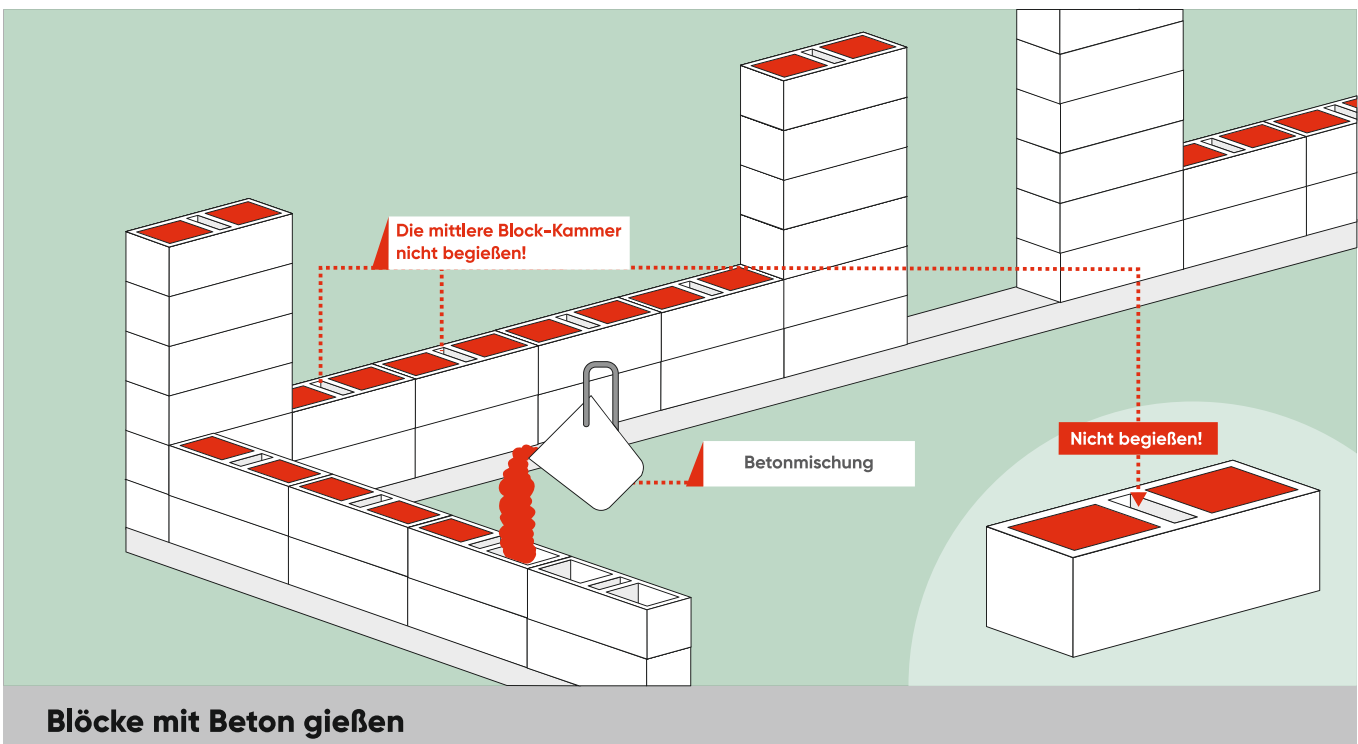 Die mittlere Block-Kammer
nicht begießen!
Nicht begießen!
Betonmischung
Blöcke mit Beton gießen